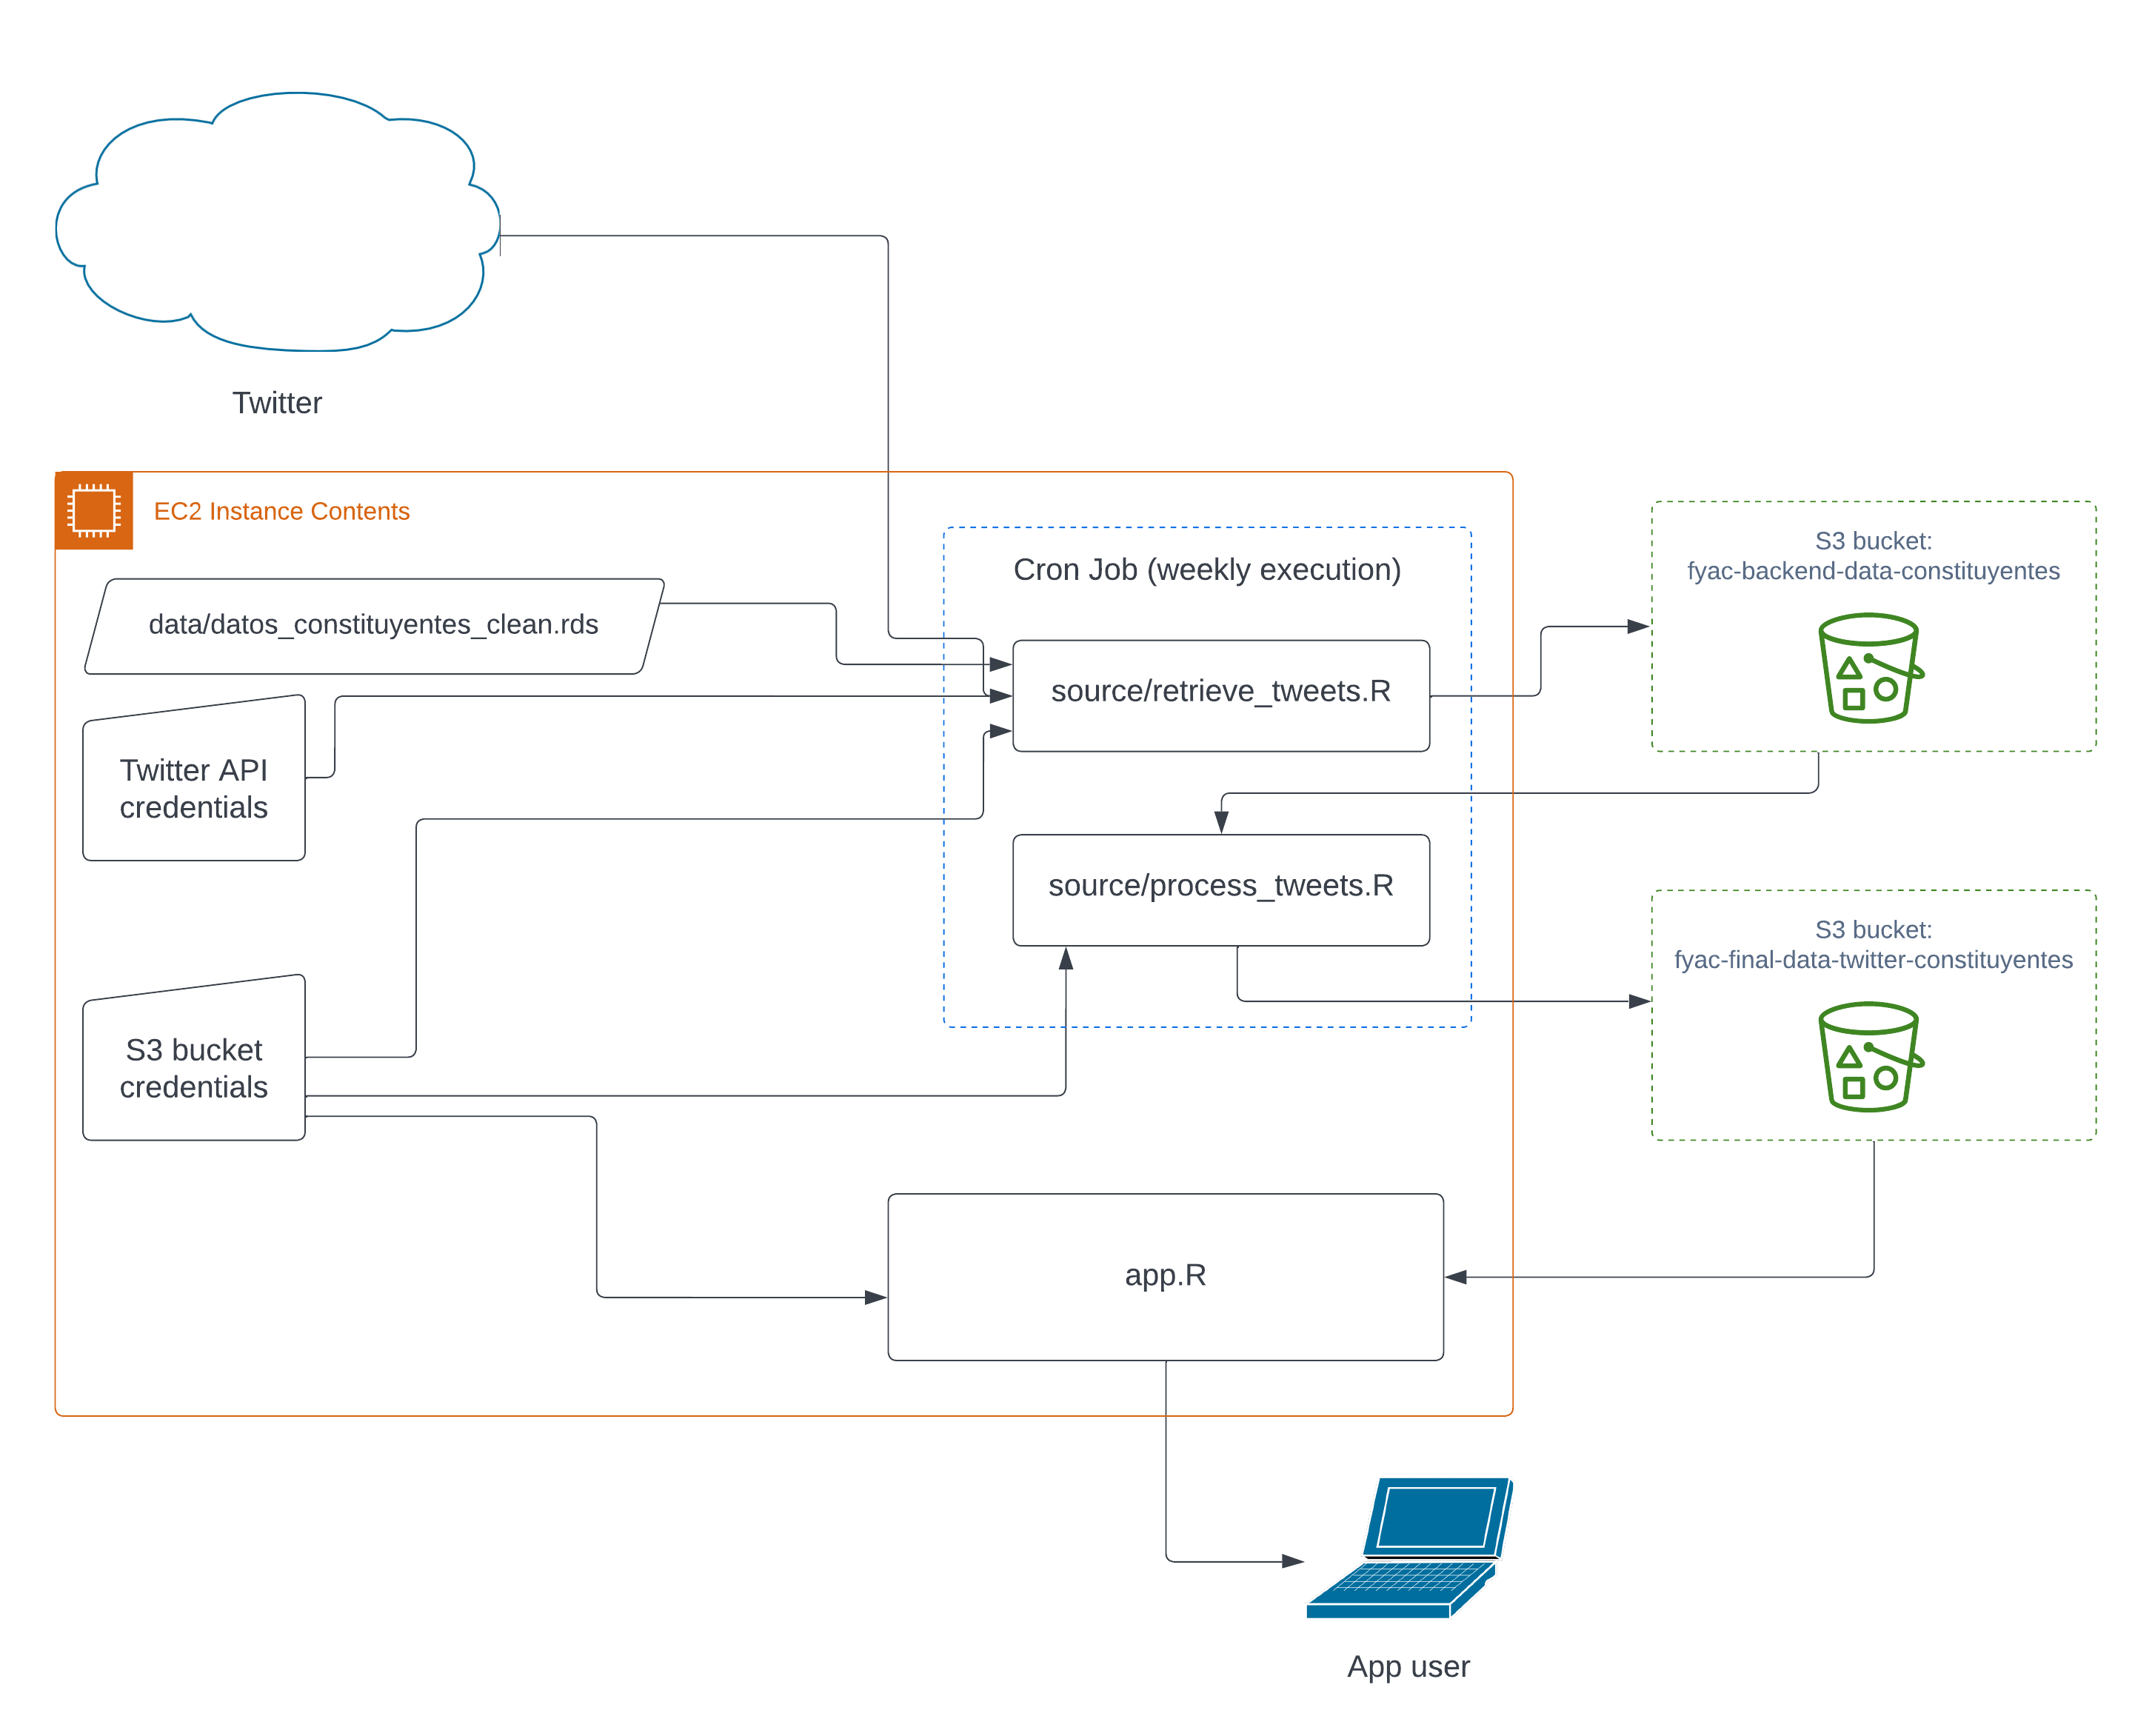 Twitter
EC2 Instance Contents
data/datos_constituyentes_clean.rds
Twitter API
credentials
S3 bucket
credentials
Cron Job (weekly execution)
source/retrieve_tweets.R
source/process_tweets.R
app.R
S3 bucket:
fyac-backend-data-constituyentes
S3 bucket:
fyac-final-data-twitter-constituyentes
App user